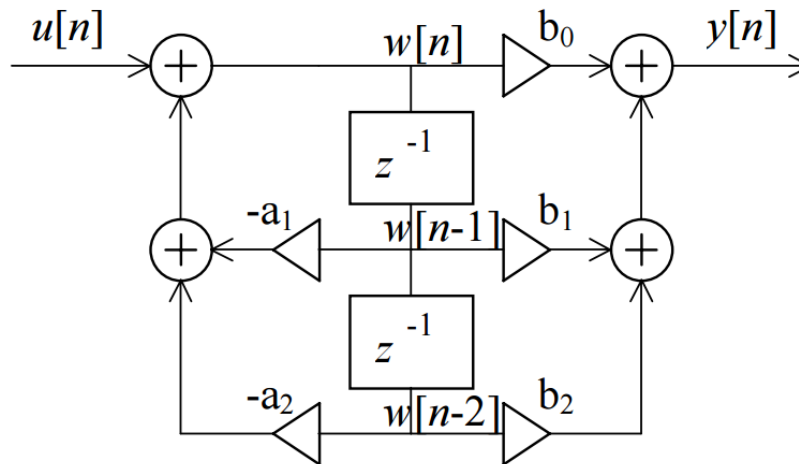 u[n] w[n] b₀ y[n]
z⁻¹
-a₁ w[n-1] b₁
z⁻¹
-a₂ w[n-2] b₂